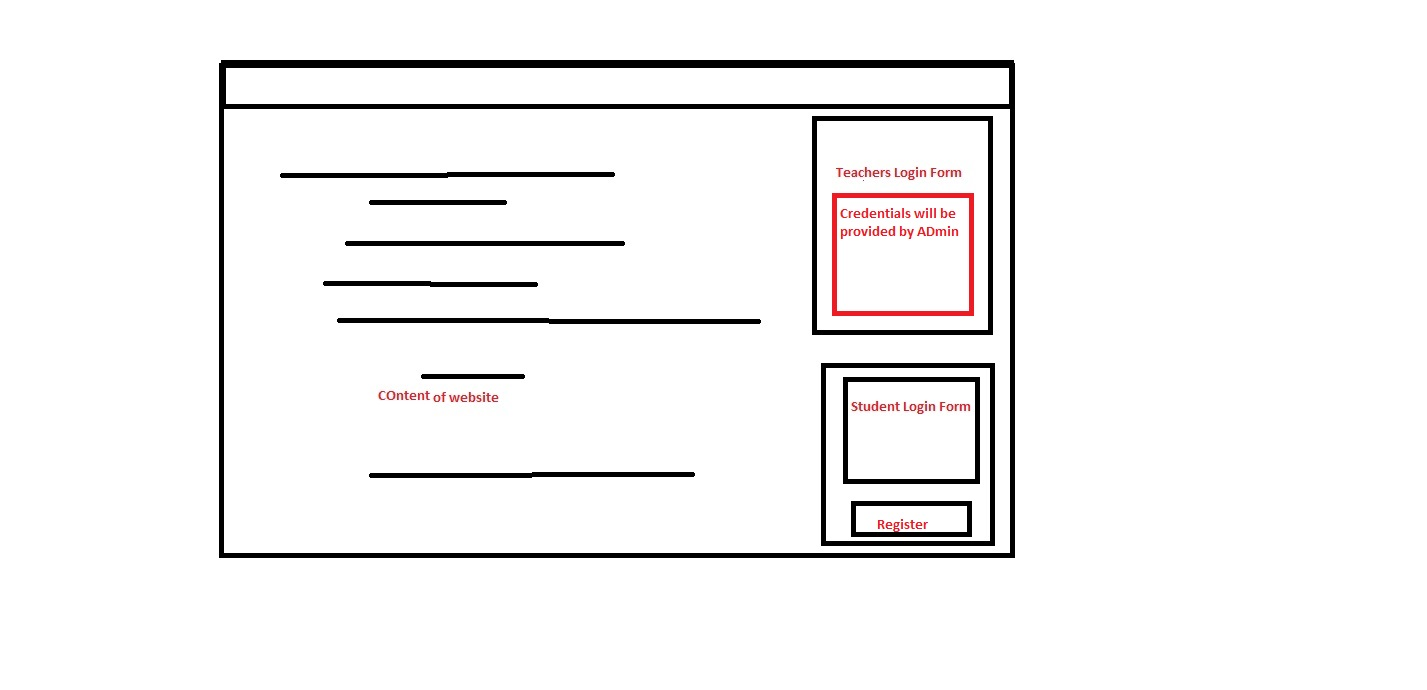 Teachers Login Form
Credentials will be
provided by ADmin
COntent of website
Student Login Form
Register